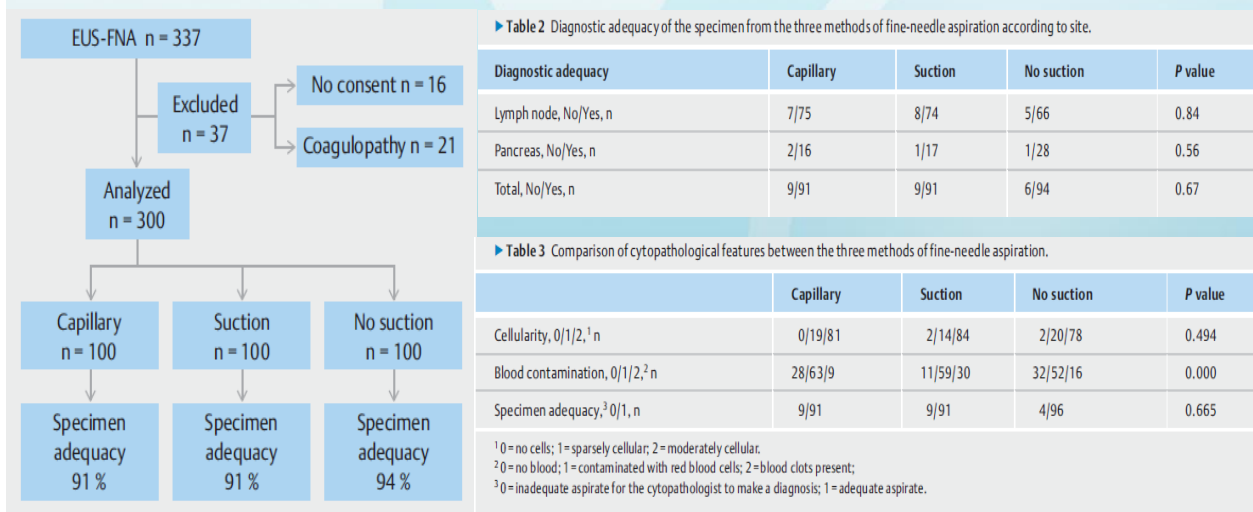 EUS-FNA n = 337
Excluded
n = 37
No consent n = 16
Coagulopathy n = 21
Analyzed
n = 300
Capillary
n = 100
Suction
n = 100
No suction
n = 100
Specimen
adequacy
91 %
Specimen
adequacy
91 %
Specimen
adequacy
94 %
▶ Table 2 Diagnostic adequacy of the specimen from the three methods of fine-needle aspiration according to site.
Diagnostic adequacy Capillary Suction No suction P value
Lymph node, No/Yes, n 7/75 8/74 5/66 0.84
Pancreas, No/Yes, n 2/16 1/17 1/28 0.56
Total, No/Yes, n 9/91 9/91 6/94 0.67
▶ Table 3 Comparison of cytopathological features between the three methods of fine-needle aspiration.
Capillary Suction No suction P value
Cellularity, 0/1/2,¹ n 0/19/81 2/14/84 2/20/78 0.494
Blood contamination, 0/1/2,² n 28/63/9 11/59/30 32/52/16 0.000
Specimen adequacy,³ 0/1, n 9/91 9/91 4/96 0.665
¹ 0 = no cells; 1 = sparsely cellular; 2 = moderately cellular.
² 0 = no blood; 1 = contaminated with red blood cells; 2 = blood clots present;
³ 0 = inadequate aspirate for the cytopathologist to make a diagnosis; 1 = adequate aspirate.